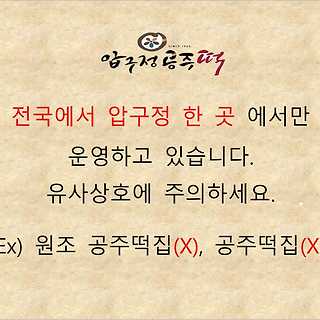 SINCE 1980
압구정 공주떡
전국에서 압구정 한 곳 에서만
운영하고 있습니다.
유사상호에 주의하세요.
Ex) 원조 공주떡집(X), 공주떡집(X